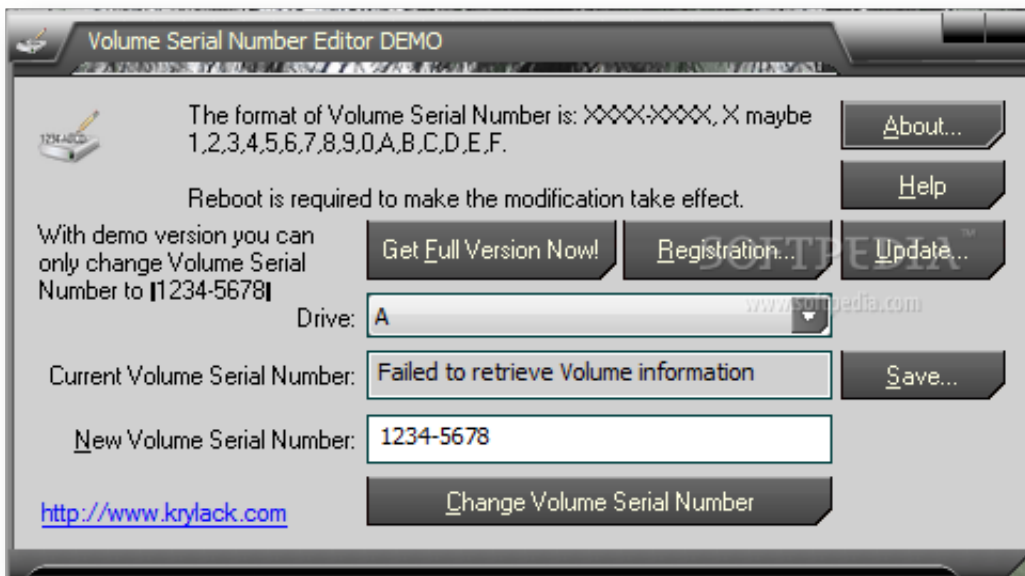 Volume Serial Number Editor DEMO
The format of Volume Serial Number is: XXXX-XXXX, X maybe
1,2,3,4,5,6,7,8,9,0,A,B,C,D,E,F.
About...
Reboot is required to make the modification take effect.
Help
With demo version you can
only change Volume Serial
Number to [1234-5678]
Get Full Version Now!
Registration...
Update...
SOFTPEDIA™
www.softpedia.com
Drive:
A
Current Volume Serial Number:
Failed to retrieve Volume information
Save...
New Volume Serial Number:
1234-5678
http://www.krylack.com
Change Volume Serial Number